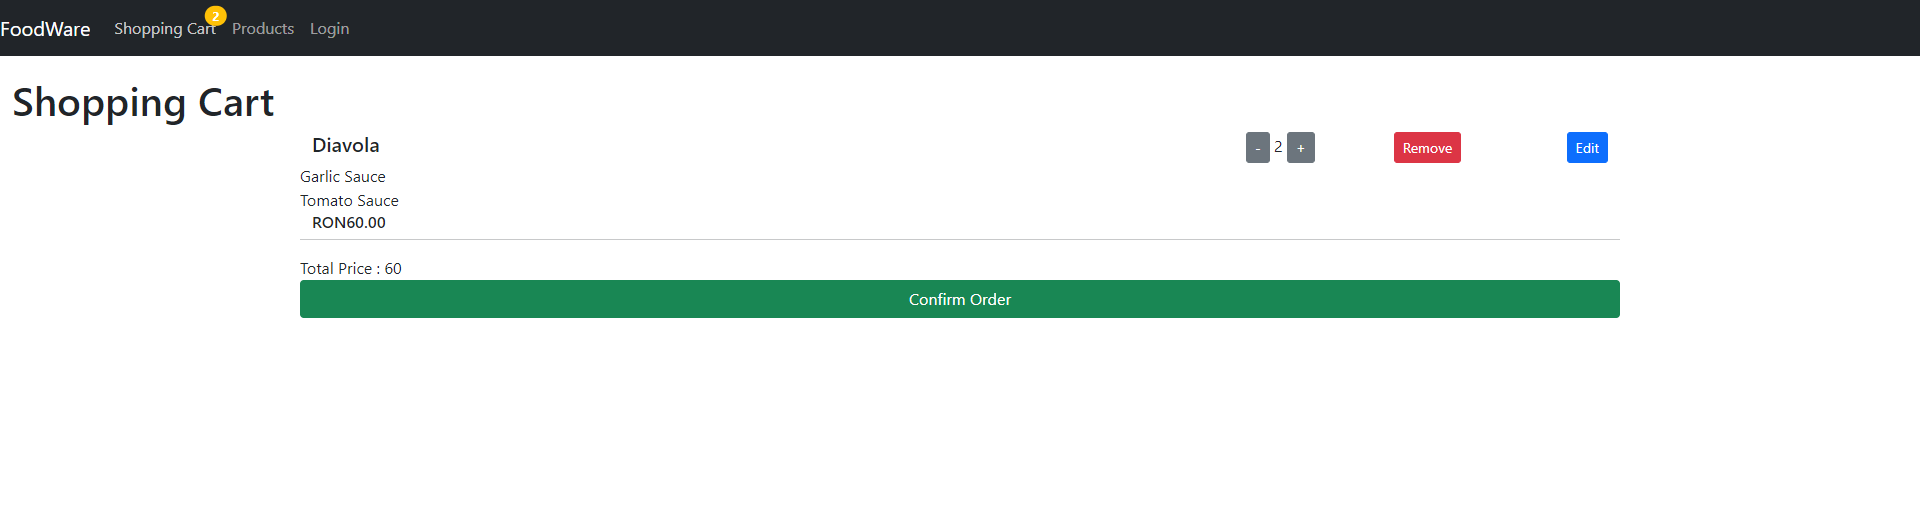 FoodWare Shopping Cart 2 Products Login
Shopping Cart
Diavola - 2 + Remove Edit
Garlic Sauce
Tomato Sauce
RON60.00
Total Price : 60
Confirm Order